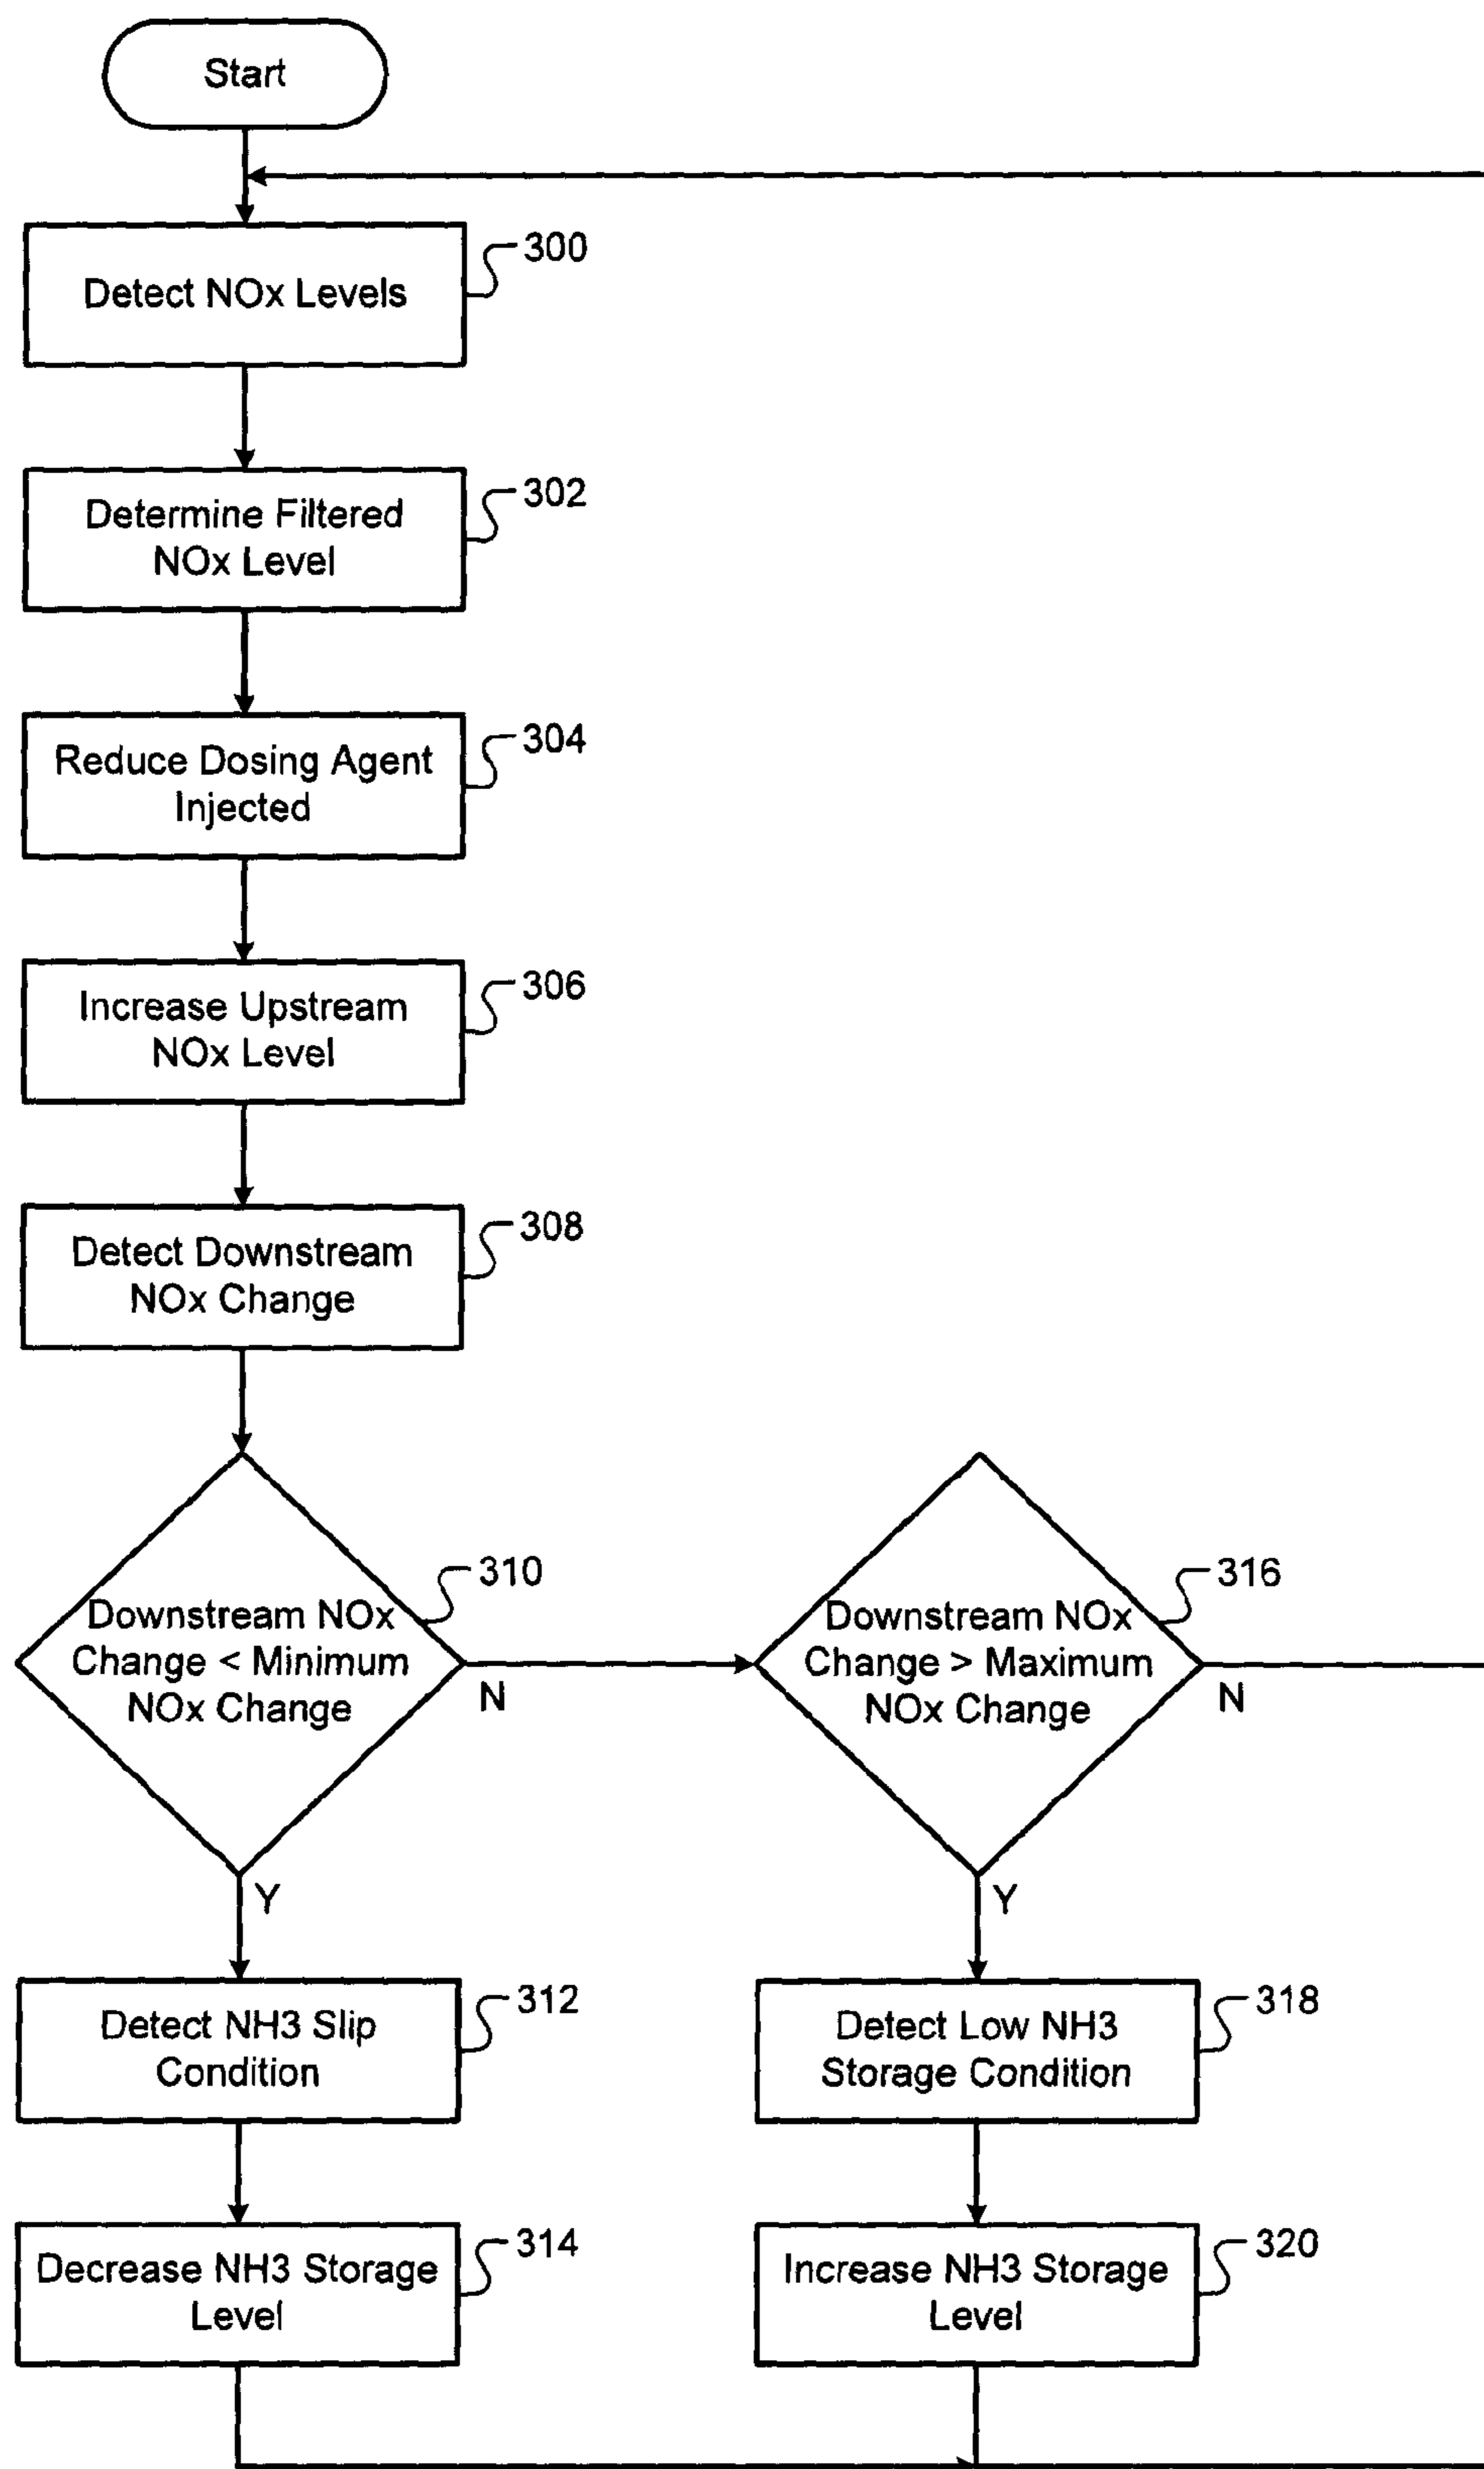 Start
300
Detect NOx Levels
302
Determine Filtered
NOx Level
304
Reduce Dosing Agent
Injected
306
Increase Upstream
NOx Level
308
Detect Downstream
NOx Change
310
Downstream NOx
Change < Minimum
NOx Change
N
Y
316
Downstream NOx
Change > Maximum
NOx Change
N
Y
312
Detect NH3 Slip
Condition
318
Detect Low NH3
Storage Condition
314
Decrease NH3 Storage
Level
320
Increase NH3 Storage
Level